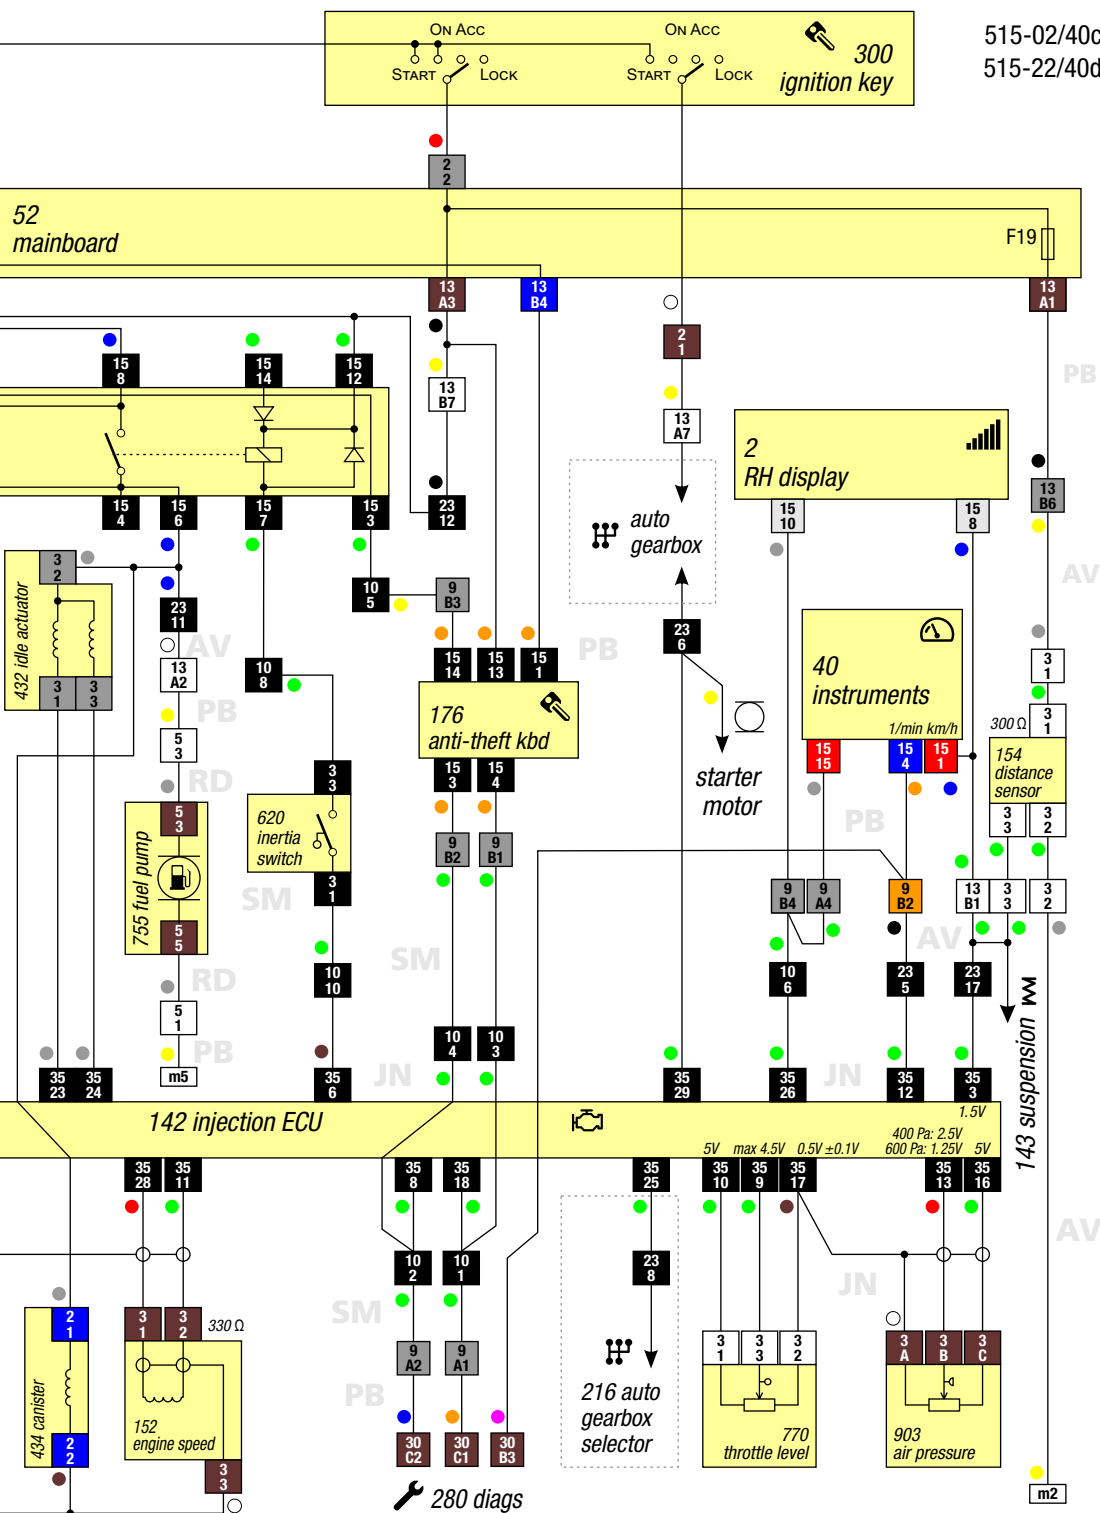 515-02/40c
515-22/40d
ON ACC
START LOCK
ON ACC
START LOCK
300
ignition key
2
2
52
mainboard
F19
13
A3
13
B4
13
A1
2
1
15
8
15
14
15
12
13
B7
13
A7
PB
2
RH display
15
4
15
6
15
7
15
3
23
12
15
10
15
8
13
B6
auto
gearbox
3
2
432 idle actuator
3
1
3
3
23
11
AV
13
A2
PB
5
3
RD
10
8
10
5
9
B3
15
14
15
13
15
1
PB
23
6
AV
176
anti-theft kbd
15
3
15
4
40
instruments
1/min km/h
15
15
15
4
15
1
3
1
300 Ω
3
1
154
distance
sensor
3
3
3
2
starter
motor
PB
5
3
755 fuel pump
5
5
3
3
620
inertia
switch
3
1
SM
9
B2
9
B1
9
B4
9
A4
9
B2
13
B1
3
3
3
2
AV
SM
RD
5
1
PB
m5
10
10
10
6
23
5
23
17
10
4
10
3
JN
JN
143 suspension
35
23
35
24
35
6
35
29
35
26
35
12
35
3
142 injection ECU
1.5V
400 Pa: 2.5V
600 Pa: 1.25V 5V
5V max 4.5V 0.5V ±0.1V
35
28
35
11
35
8
35
18
35
25
35
10
35
9
35
17
35
13
35
16
AV
10
2
10
1
23
8
JN
SM
2
1
434 canister
2
2
3
1
3
2
330 Ω
152
engine speed
3
3
9
A2
9
A1
PB
30
C2
30
C1
30
B3
280 diags
216 auto
gearbox
selector
3
1
3
3
3
2
770
throttle level
3
A
3
B
3
C
903
air pressure
m2